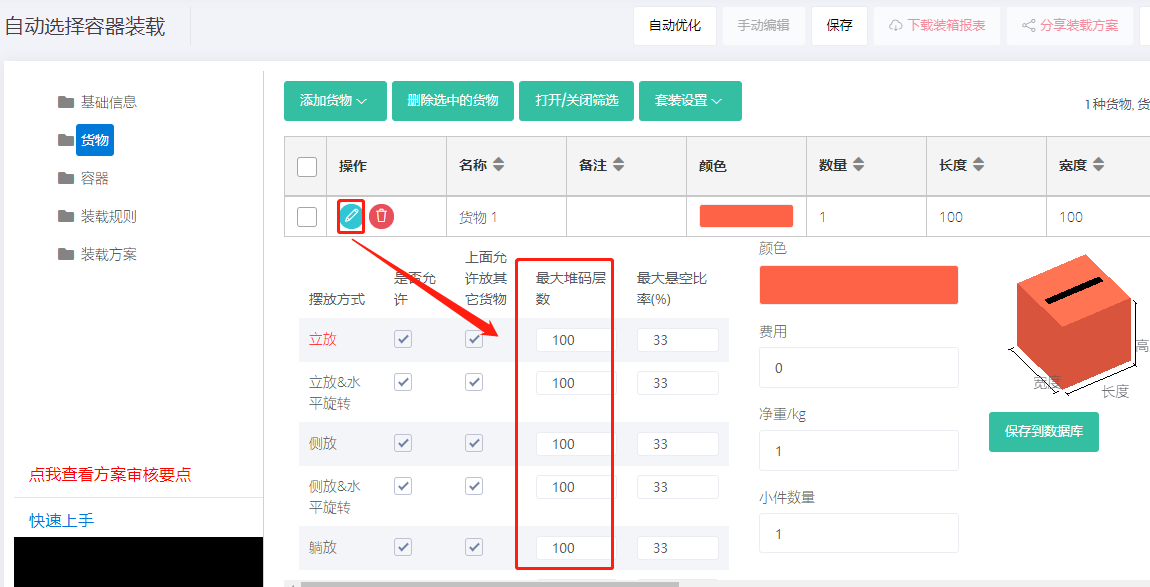 自动选择容器装载
自动优化
手动编辑
保存
下载装箱报表
分享装载方案
基础信息
货物
容器
装载规则
装载方案
点我查看方案审核要点
快速上手
添加货物
删除选中的货物
打开/关闭筛选
套装设置
1种货物, 货
操作 名称 备注 颜色 数量 长度 宽度
货物 1 1 100 100
摆放方式
是否允
许
上面允
许放其
它货物
最大堆码层
数
最大悬空比
率(%)
立放 100 33
立放&水
平旋转
100 33
侧放 100 33
侧放&水
平旋转
100 33
躺放 100 33
颜色
费用
0
净重/kg
1
小件数量
1
高
宽度
长度
保存到数据库